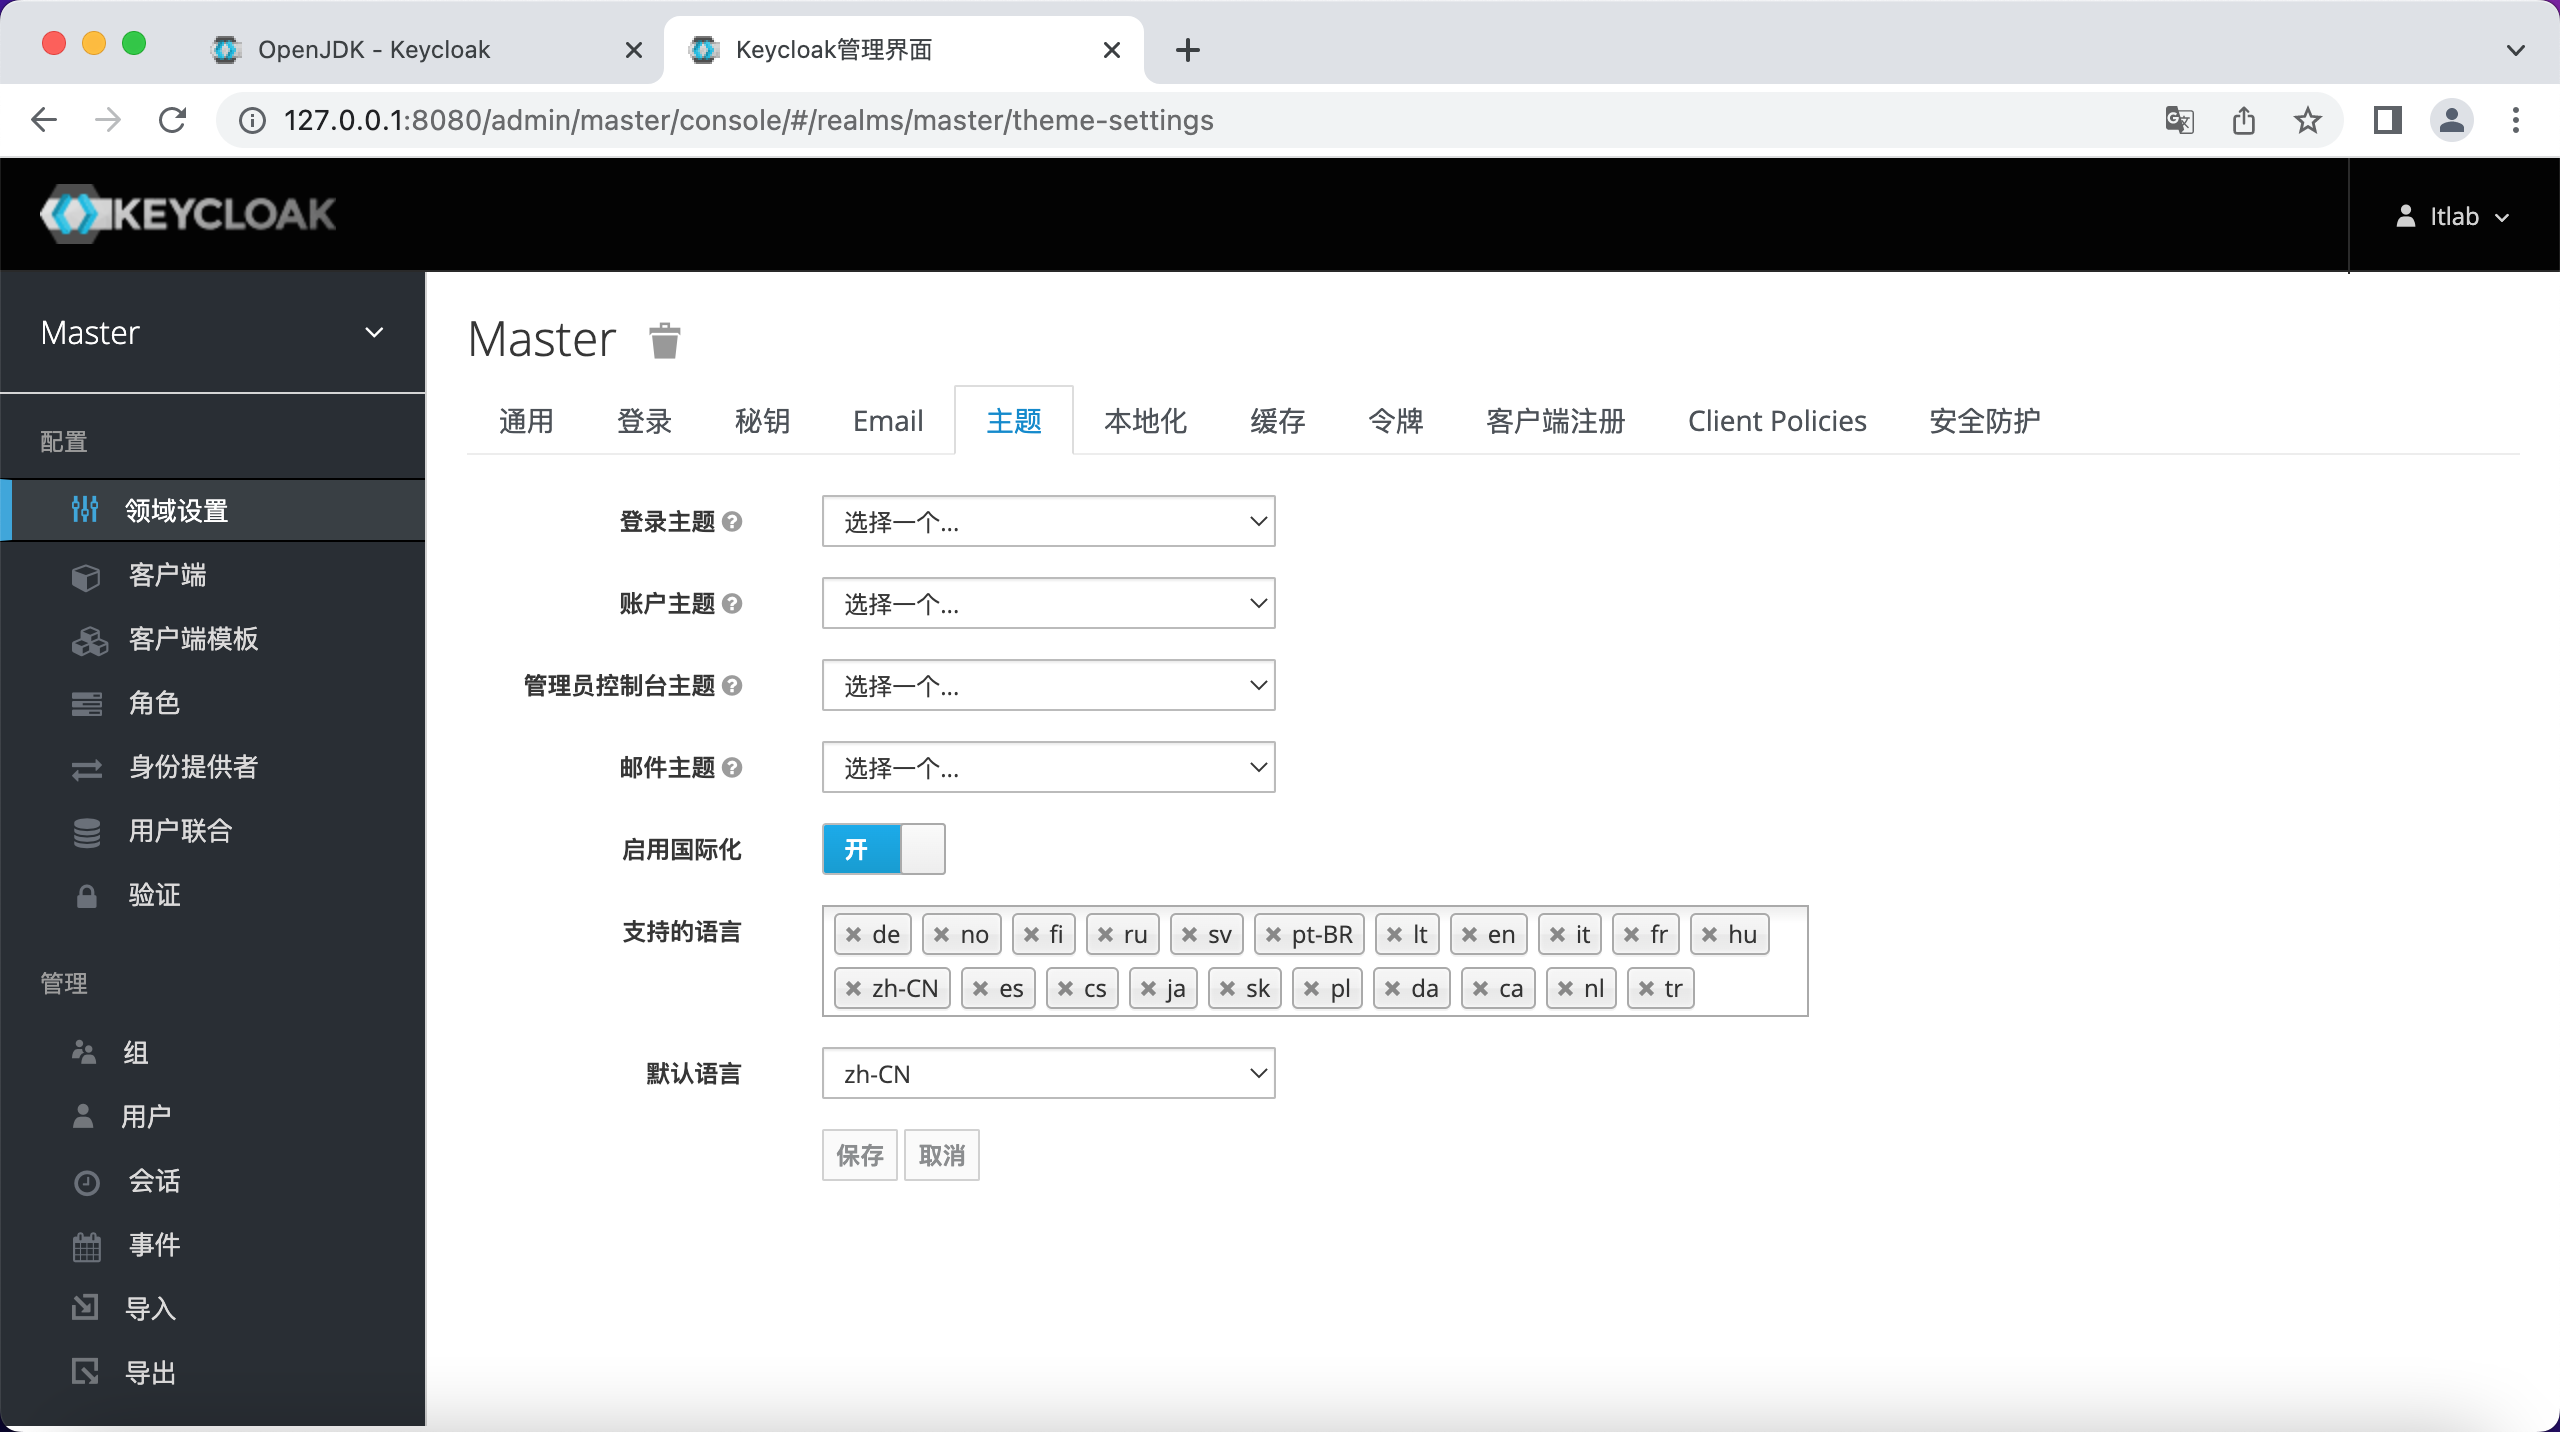 OpenJDK - Keycloak
Keycloak管理界面
127.0.0.1:8080/admin/master/console/#/realms/master/theme-settings
KEYCLOAK
ltlab
Master
配置
领域设置
客户端
客户端模板
角色
身份提供者
用户联合
验证
管理
组
用户
会话
事件
导入
导出
Master
通用 登录 秘钥 Email 主题 本地化 缓存 令牌 客户端注册 Client Policies 安全防护
登录主题 选择一个...
账户主题 选择一个...
管理员控制台主题 选择一个...
邮件主题 选择一个...
启用国际化 开
支持的语言 de no fi ru sv pt-BR lt en it fr hu
zh-CN es cs ja sk pl da ca nl tr
默认语言 zh-CN
保存 取消